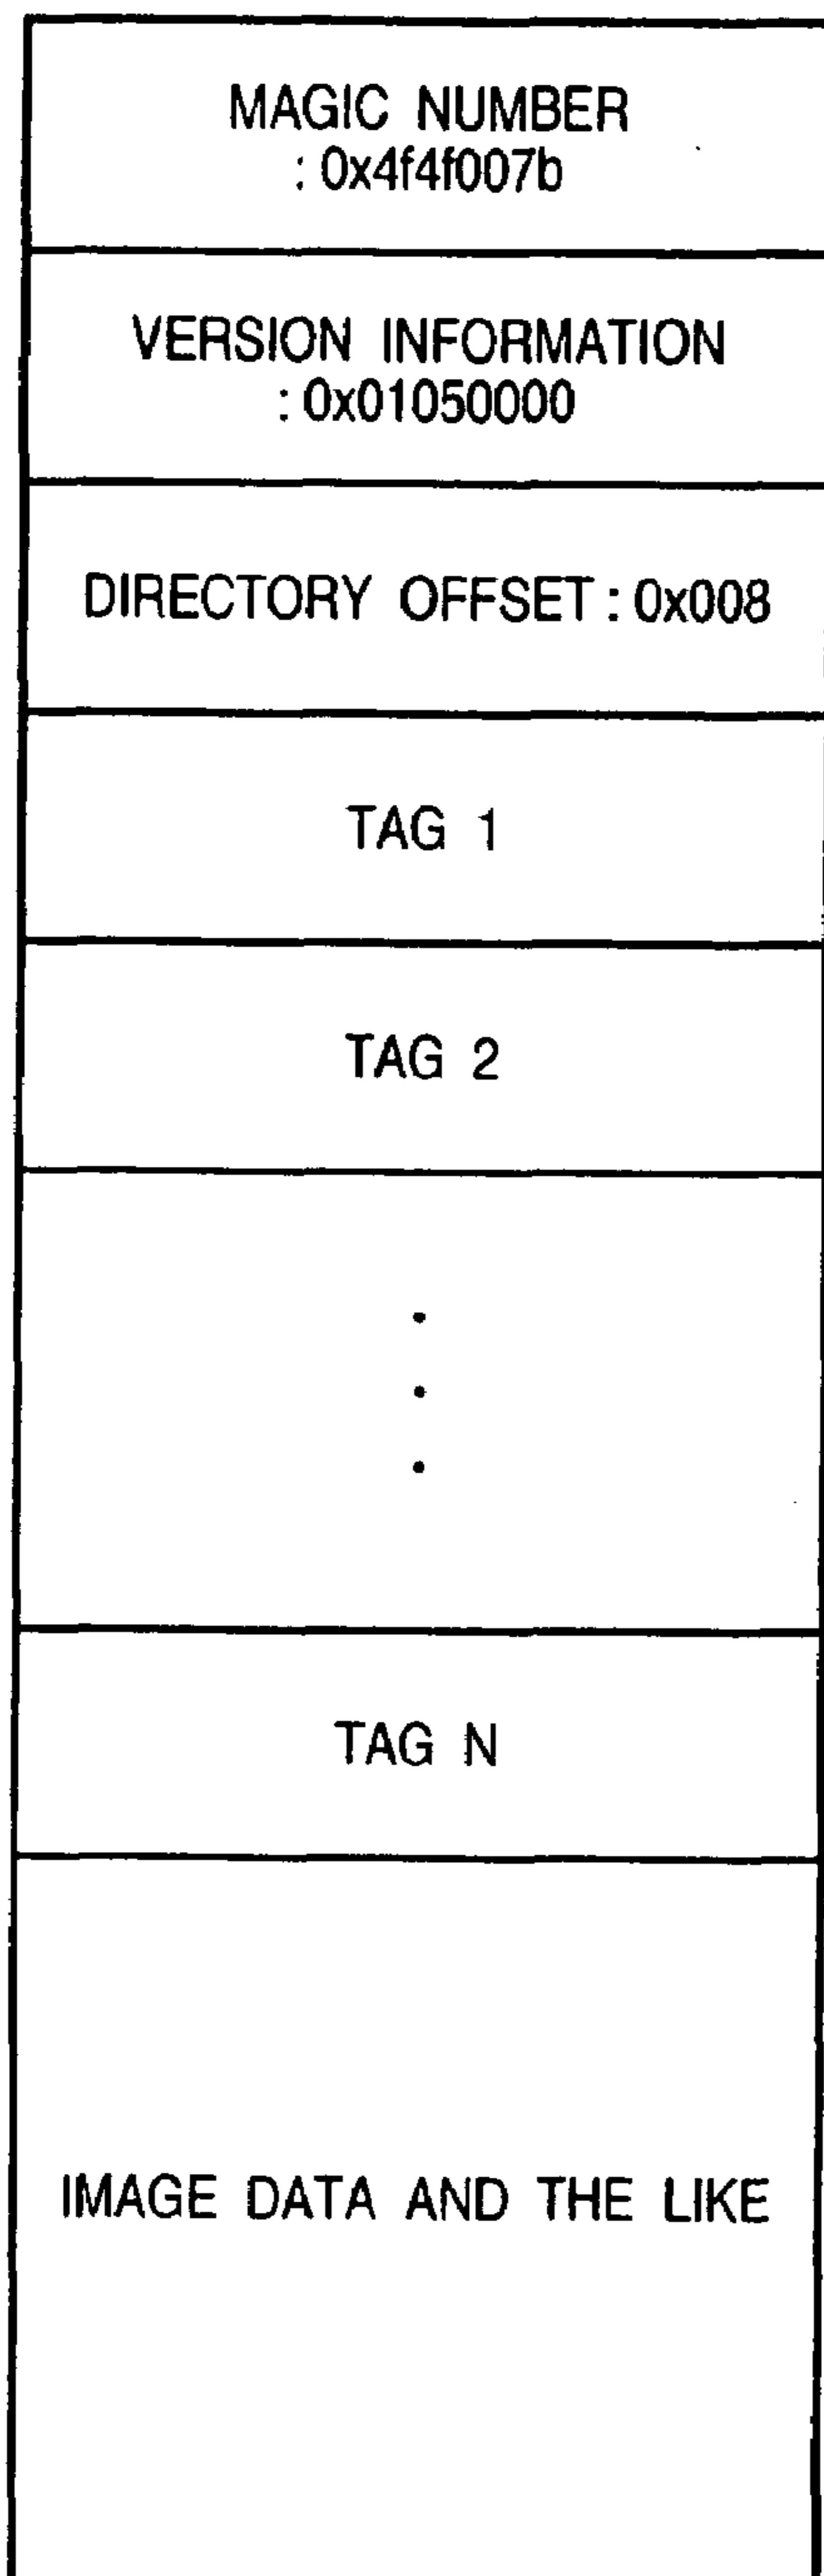 MAGIC NUMBER
: 0x4f4f007b
VERSION INFORMATION
: 0x01050000
DIRECTORY OFFSET : 0x008
TAG 1
TAG 2
TAG N
IMAGE DATA AND THE LIKE